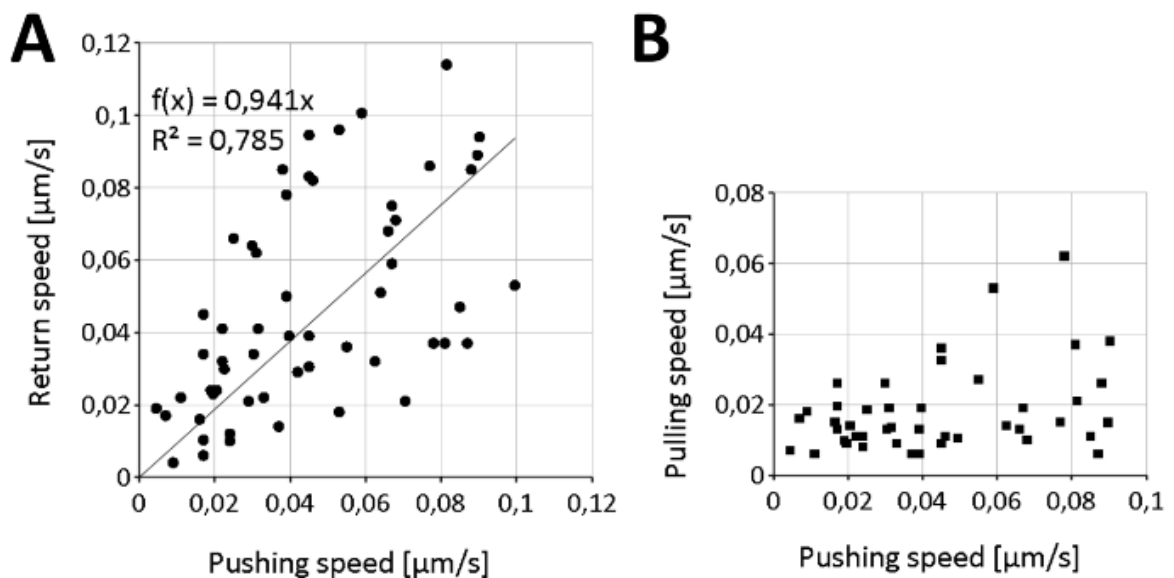 A
0,12
0,1
0,08
0,06
0,04
0,02
0
f(x) = 0,941x
R² = 0,785
Return speed [µm/s]
0 0,02 0,04 0,06 0,08 0,1 0,12
Pushing speed [µm/s]
B
0,08
0,06
0,04
0,02
0
Pulling speed [µm/s]
0 0,02 0,04 0,06 0,08 0,1
Pushing speed [µm/s]